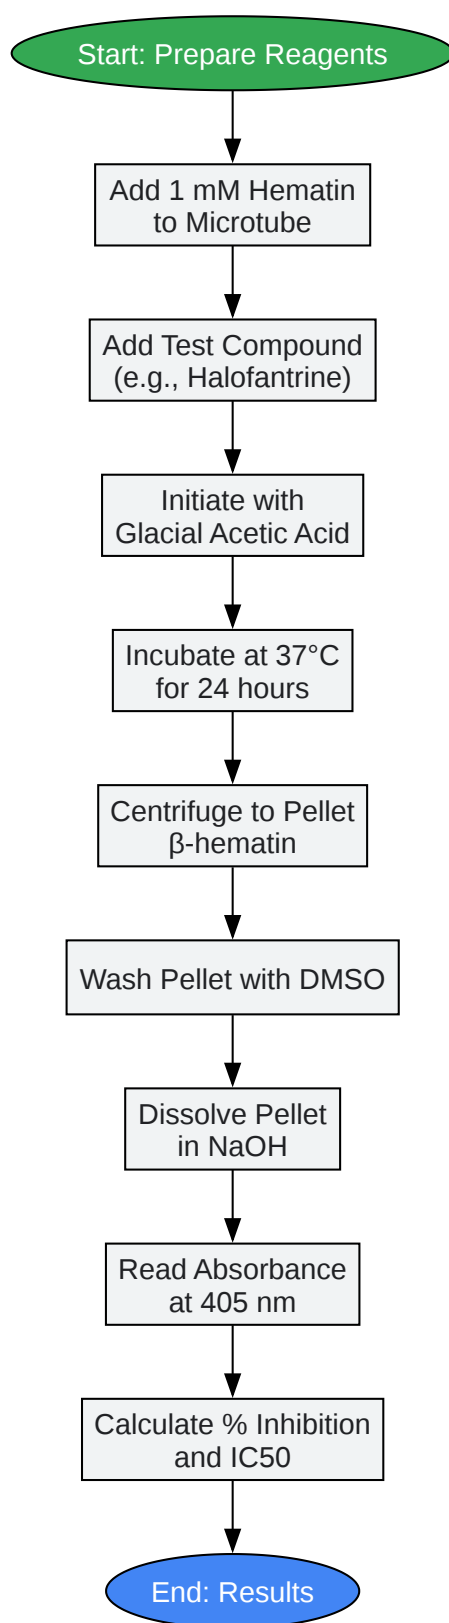 Start: Prepare Reagents
Add 1 mM Hematin
to Microtube
Add Test Compound
(e.g., Halofantrine)
Initiate with
Glacial Acetic Acid
Incubate at 37°C
for 24 hours
Centrifuge to Pellet
β-hematin
Wash Pellet with DMSO
Dissolve Pellet
in NaOH
Read Absorbance
at 405 nm
Calculate % Inhibition
and IC50
End: Results